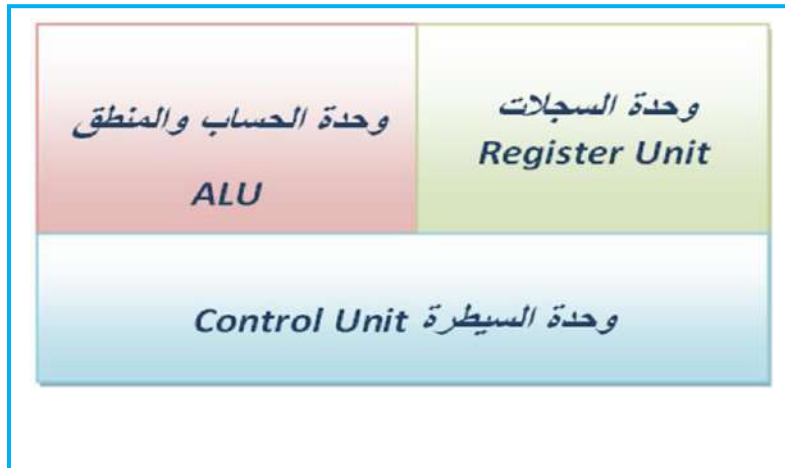 وحدة الحساب والمنطق
ALU
وحدة السجلات
Register Unit
وحدة السيطرة Control Unit